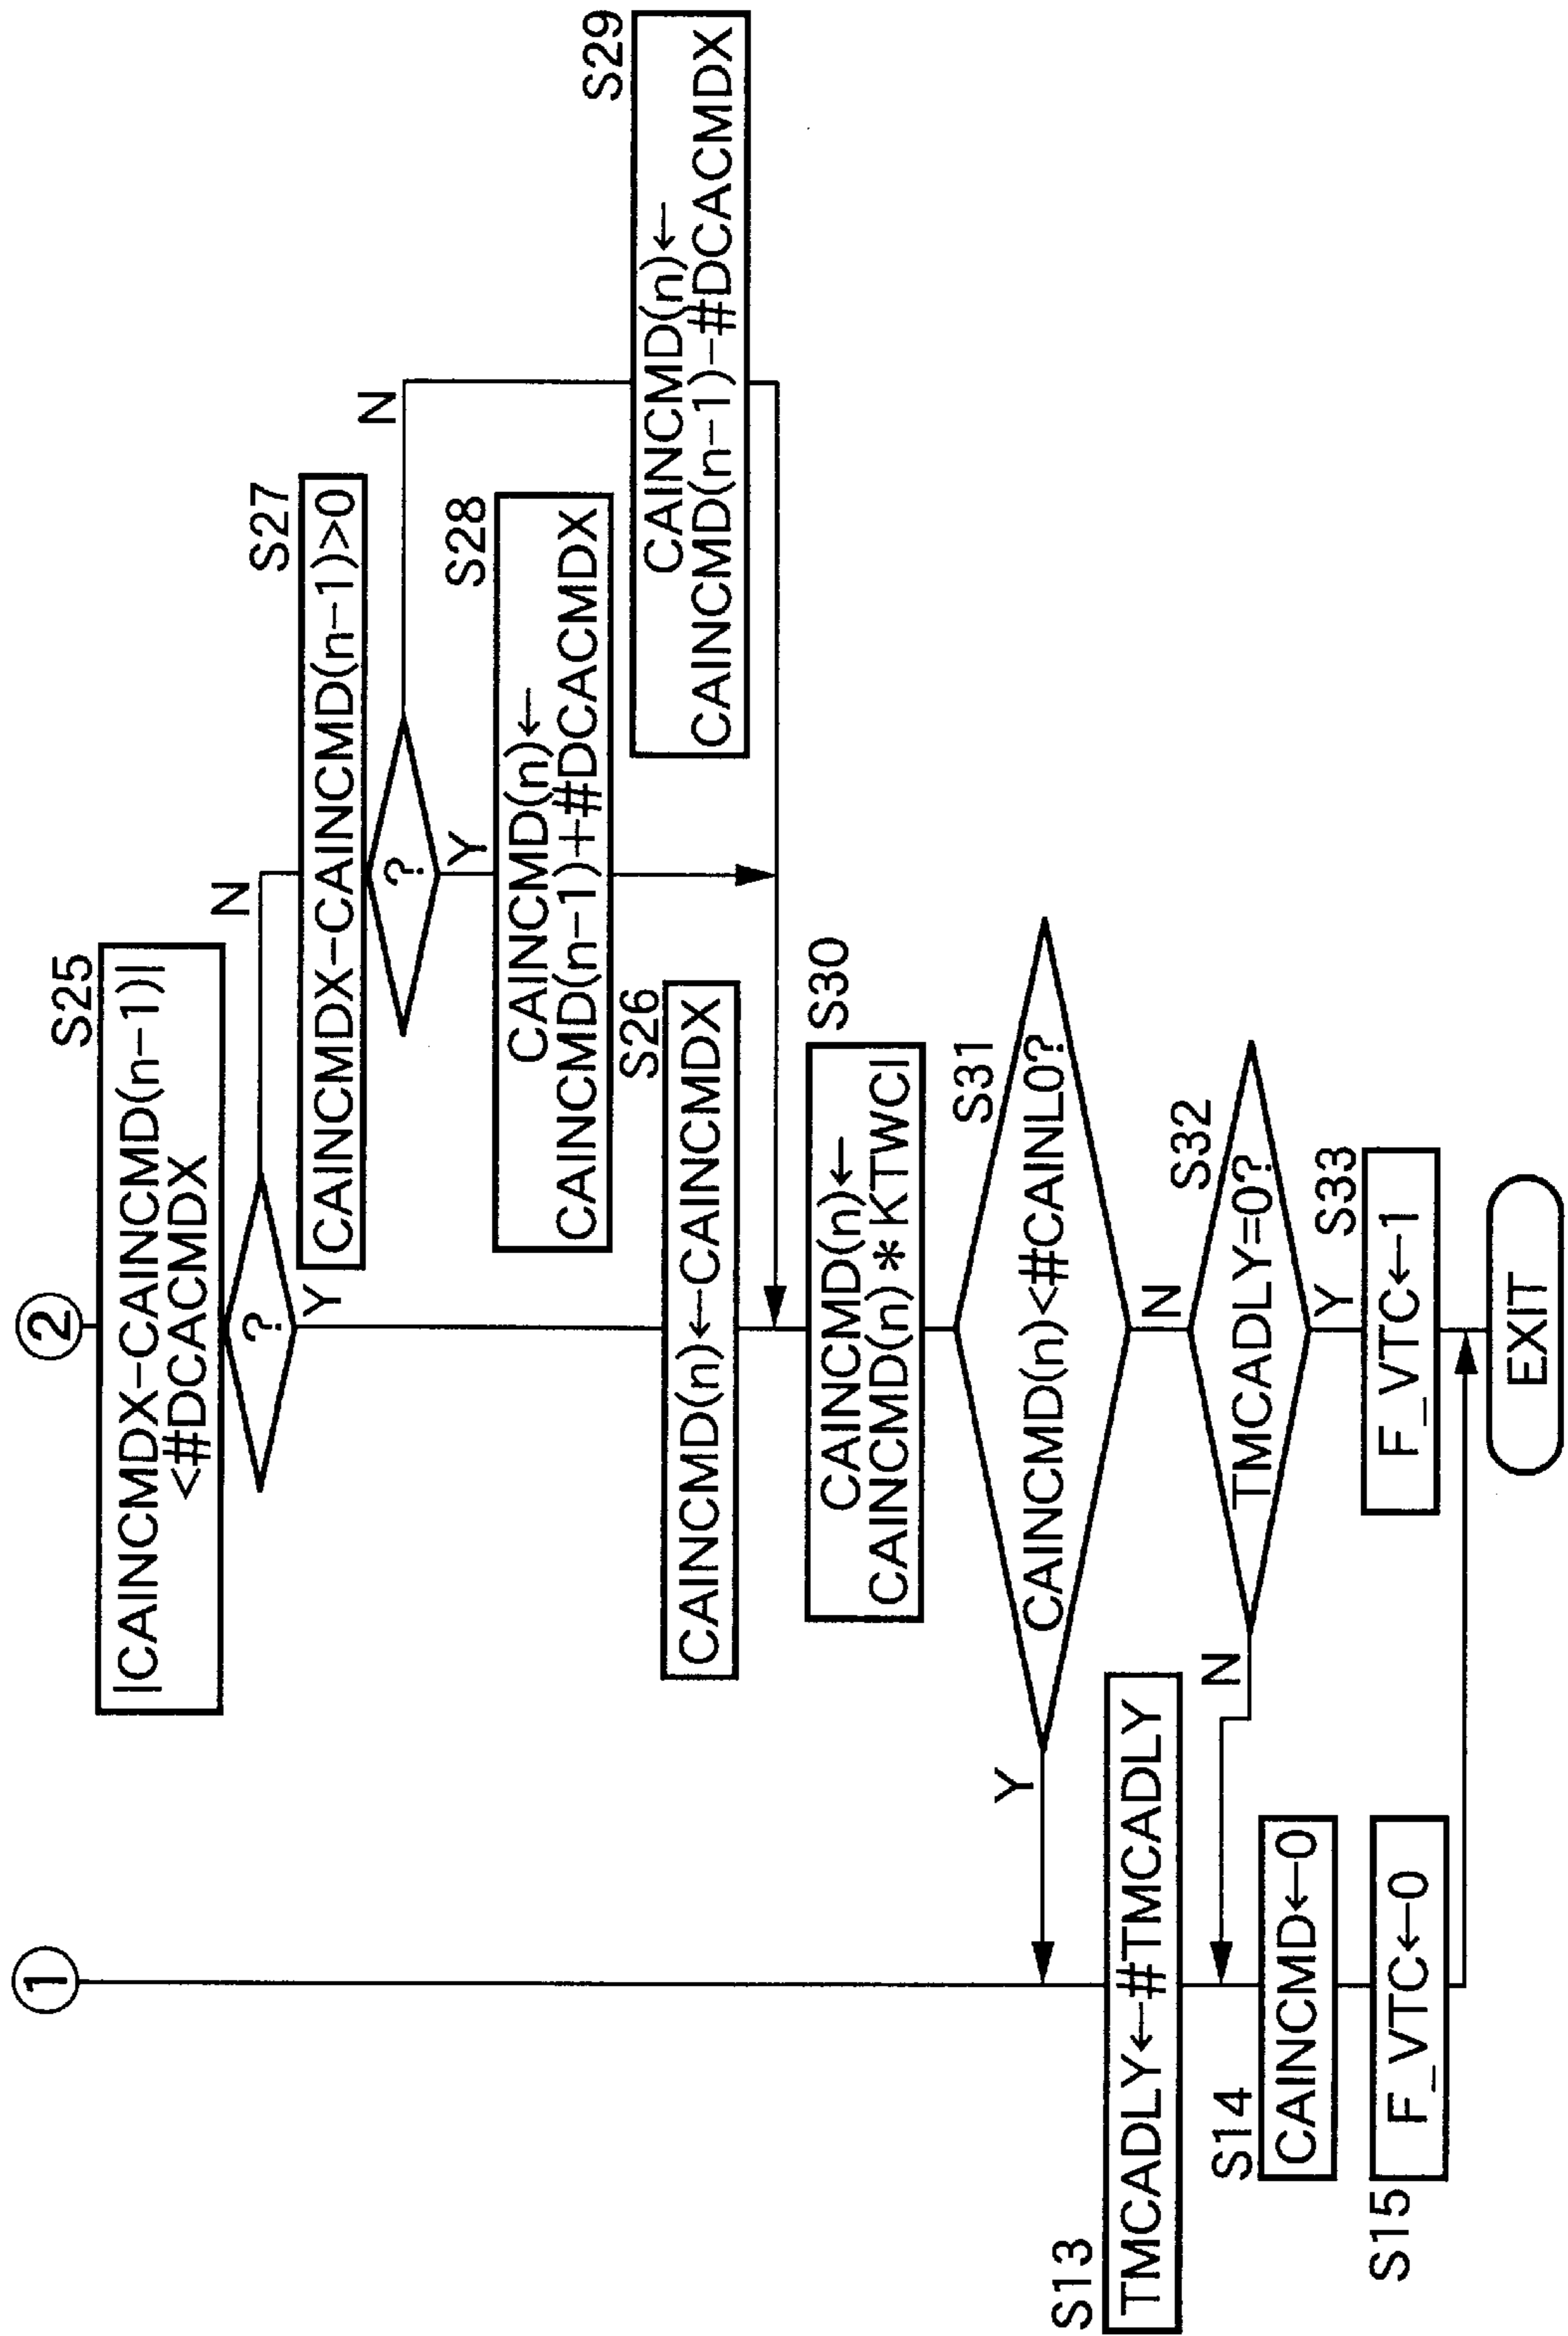 ①
②
S25
|CAINCMDX−CAINCMD(n−1)|
<#DCACMDX
?
Y
N
S27
CAINCMDX−CAINCMD(n−1)>0
?
Y
N
S28
CAINCMD(n)←
CAINCMD(n−1)+#DCACMDX
S29
CAINCMD(n)←
CAINCMD(n−1)−#DCACMDX
S26
CAINCMD(n)←CAINCMDX
S30
CAINCMD(n)←
CAINCMD(n)*KTWCI
S31
CAINCMD(n)<#CAINL0?
Y
N
S32
TMCADLY=0?
N
Y
S33
F_VTC←1
S13
TMCADLY←#TMCADLY
S14
CAINCMD←0
S15
F_VTC←0
EXIT